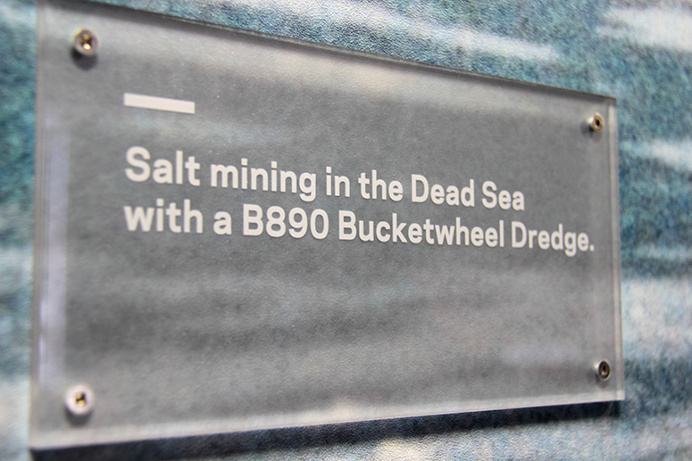 Salt mining in the Dead Sea
with a B890 Bucketwheel Dredge.